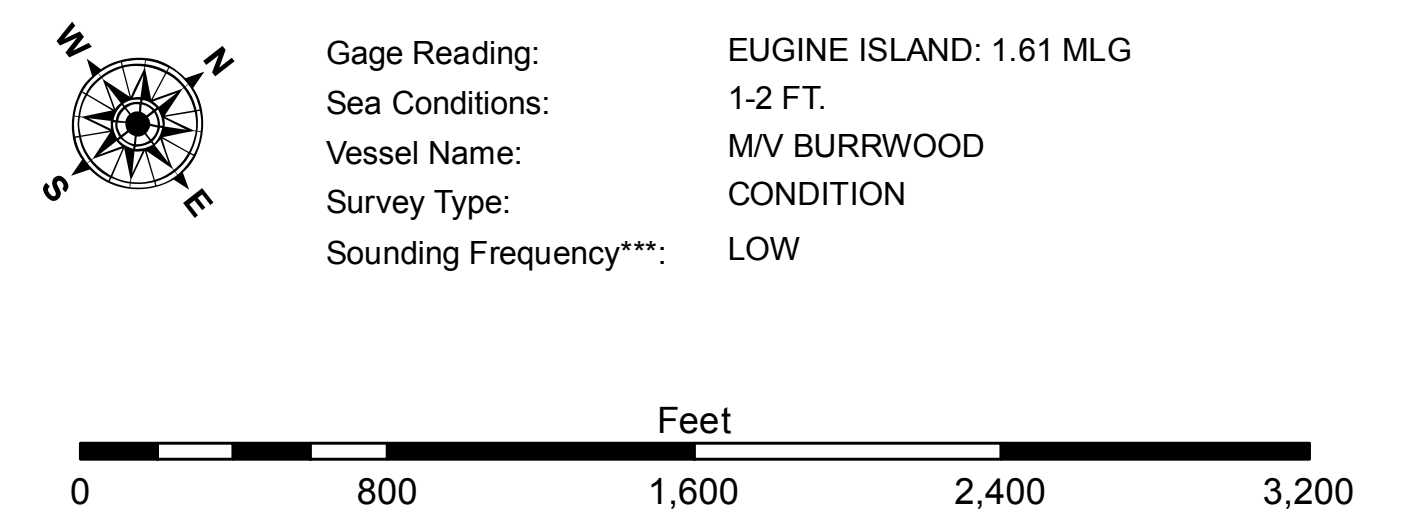 W
N
S
E
Gage Reading: EUGINE ISLAND: 1.61 MLG
Sea Conditions: 1-2 FT.
Vessel Name: M/V BURRWOOD
Survey Type: CONDITION
Sounding Frequency***: LOW
Feet
0 800 1,600 2,400 3,200